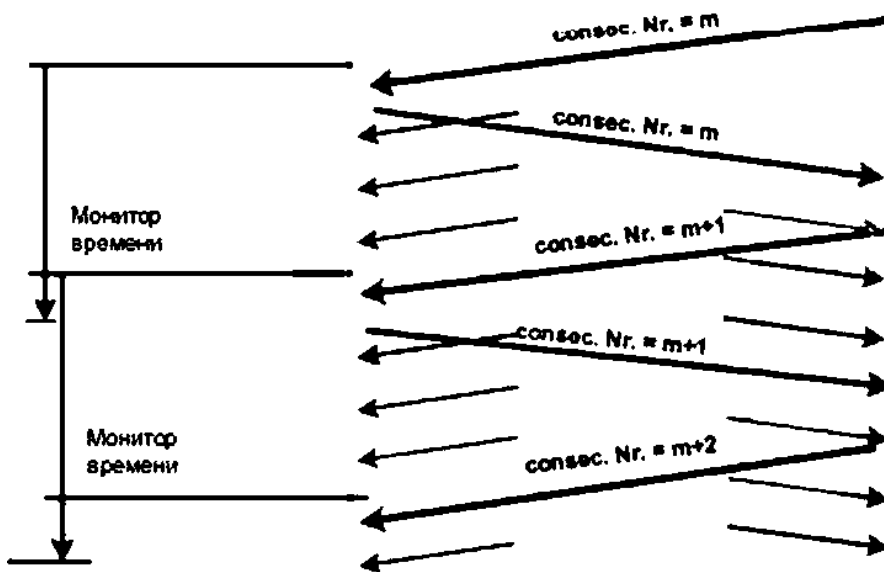 consec. Nr. = m
consec. Nr. = m
Монитор
времени
consec. Nr. = m+1
consec. Nr. = m+1
Монитор
времени
consec. Nr. = m+2